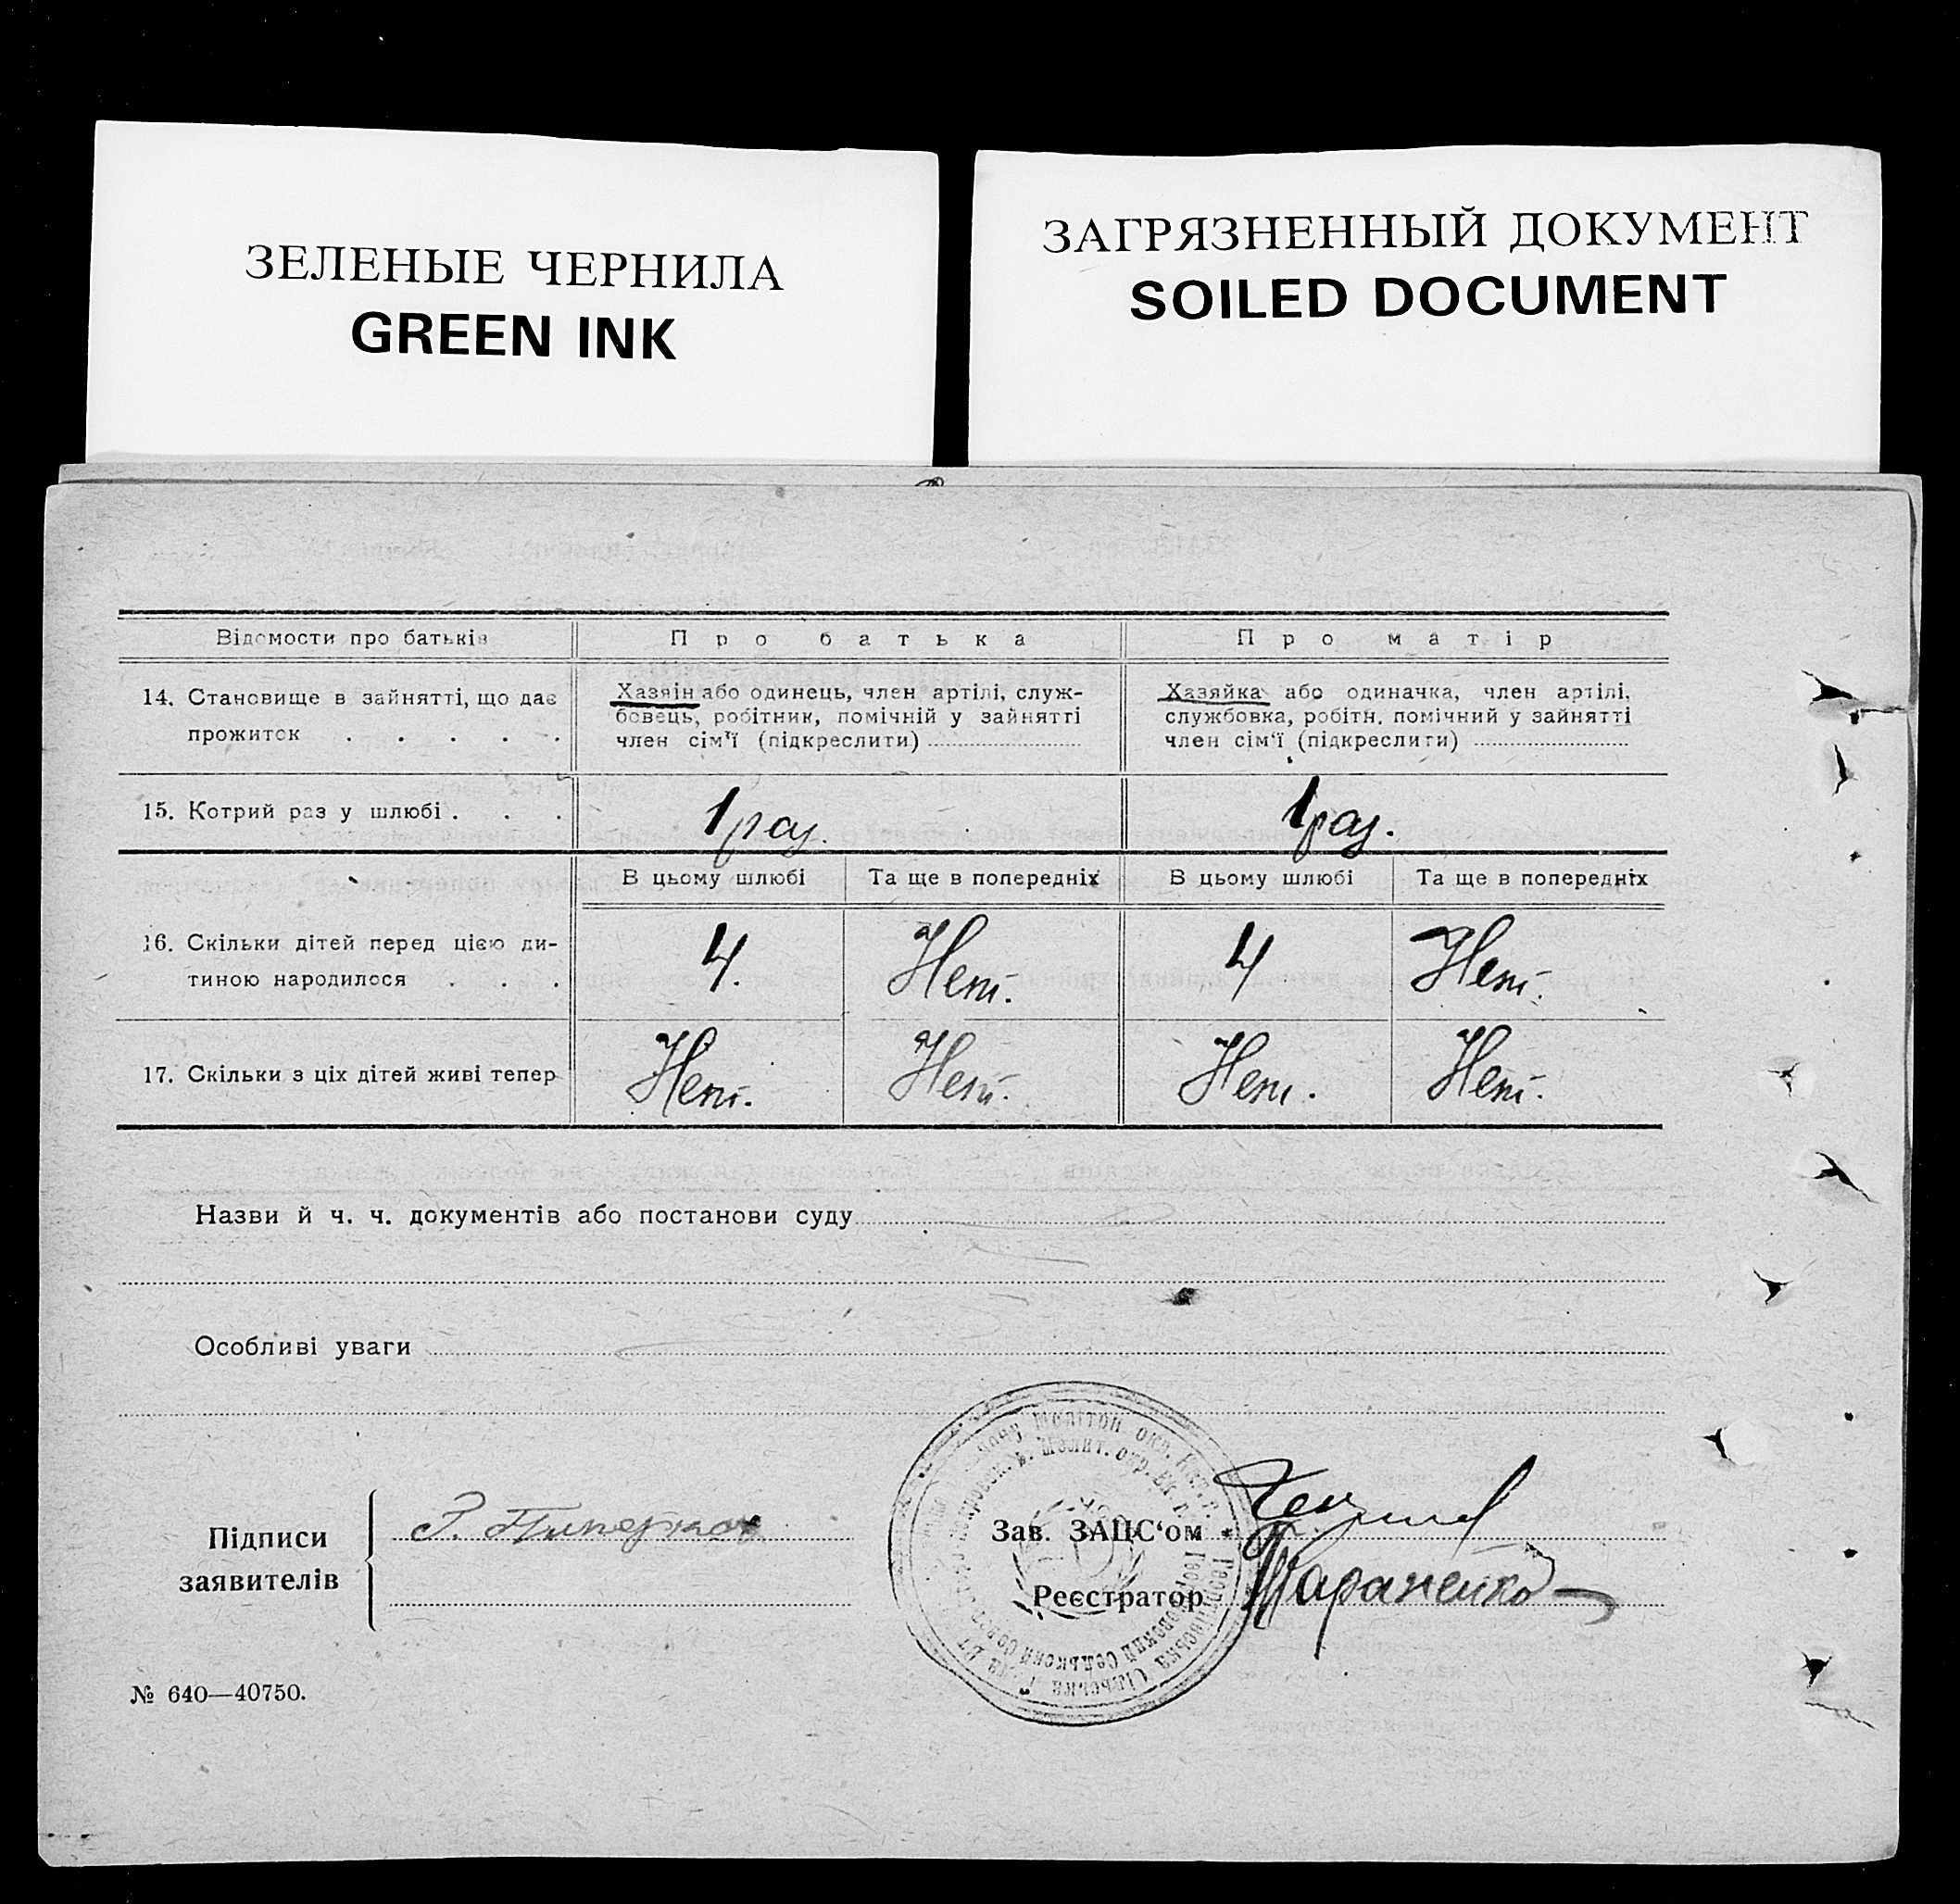 ЗЕЛЕНЫЕ ЧЕРНИЛА
GREEN INK
ЗАГРЯЗНЕННЫЙ ДОКУМЕНТ
SOILED DOCUMENT
Відомости про батьків
Про батька
Про матір
14. Становище в зайнятті, що дає
прожиток . . . . .
Хазяїн або одинець, член артілі, служ-
бовець, робітник, помічній у зайнятті
член сім'ї (підкреслити)
Хазяйка або одиначка, член артілі,
службовка, робітн. помічний у зайнятті
член сім'ї (підкреслити)
15. Котрий раз у шлюбі . . .
1 раз.
1 раз.
В цьому шлюбі
Та ще в попередніх
В цьому шлюбі
Та ще в попередніх
16. Скільки дітей перед цією ди-
тиною народилося . . .
4.
Нет.
4
Нет.
17. Скільки з ціх дітей живі тепер
Нет.
Нет.
Нет.
Нет.
Назви й ч. ч. документів або постанови суду
Особливі уваги
Підписи
заявителів
Зав. ЗАЦС'ом
Реєстратор
№ 640—40750.